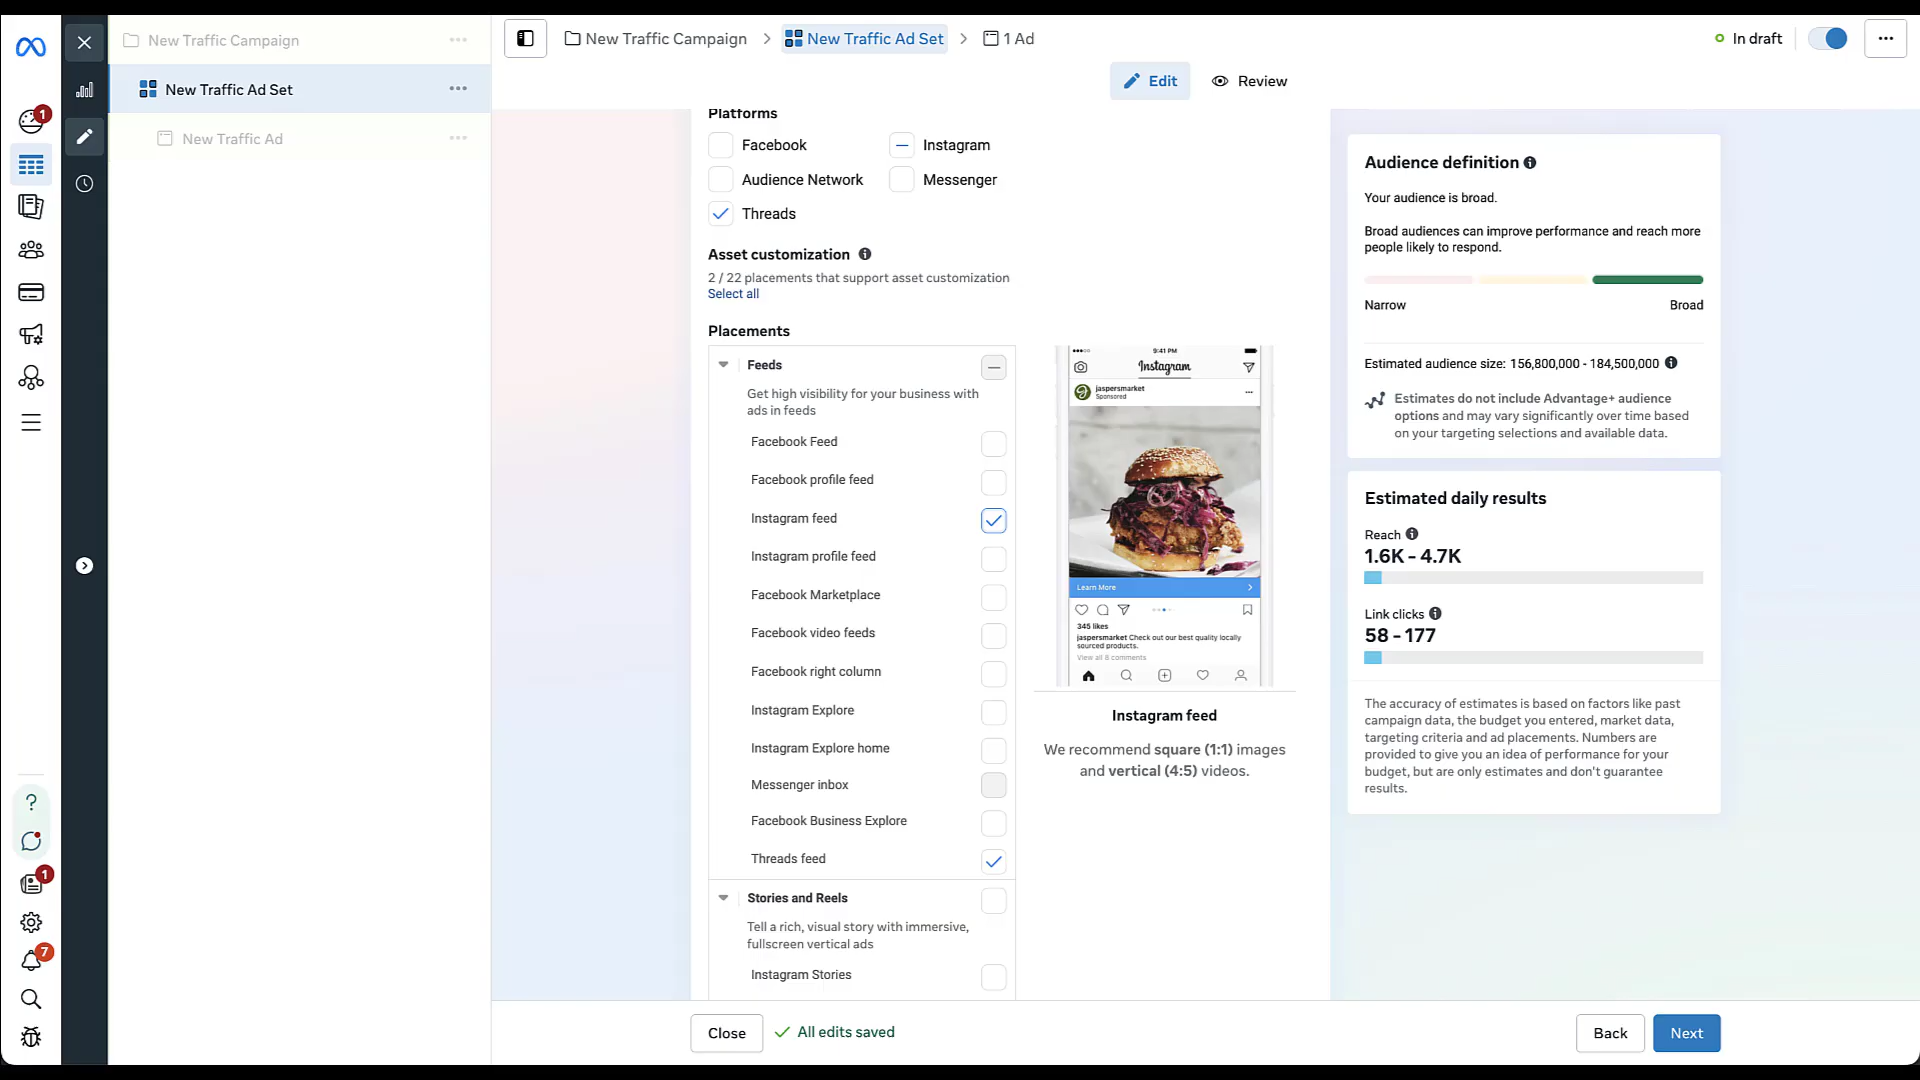 New Traffic Campaign
New Traffic Ad Set
New Traffic Ad
New Traffic Campaign
New Traffic Ad Set
1 Ad
In draft
Edit
Review
1
1
7
Platforms
Facebook
Instagram
Audience Network
Messenger
Threads
Asset customization
2 / 22 placements that support asset customization
Select all
Placements
Feeds
Get high visibility for your business with
ads in feeds
Facebook Feed
Facebook profile feed
Instagram feed
Instagram profile feed
Facebook Marketplace
Facebook video feeds
Facebook right column
Instagram Explore
Instagram Explore home
Messenger inbox
Facebook Business Explore
Threads feed
Stories and Reels
Tell a rich, visual story with immersive,
fullscreen vertical ads
Instagram Stories
9:41 PM
Instagram
jaspersmarket
Sponsored
Learn More
345 likes
jaspersmarket Check out our best quality locally
sourced products.
View all 8 comments
Instagram feed
We recommend square (1:1) images
and vertical (4:5) videos.
Audience definition
Your audience is broad.
Broad audiences can improve performance and reach more
people likely to respond.
Narrow
Broad
Estimated audience size: 156,800,000 - 184,500,000
Estimates do not include Advantage+ audience
options and may vary significantly over time based
on your targeting selections and available data.
Estimated daily results
Reach
1.6K - 4.7K
Link clicks
58 - 177
The accuracy of estimates is based on factors like past
campaign data, the budget you entered, market data,
targeting criteria and ad placements. Numbers are
provided to give you an idea of performance for your
budget, but are only estimates and don't guarantee
results.
Close
All edits saved
Back
Next